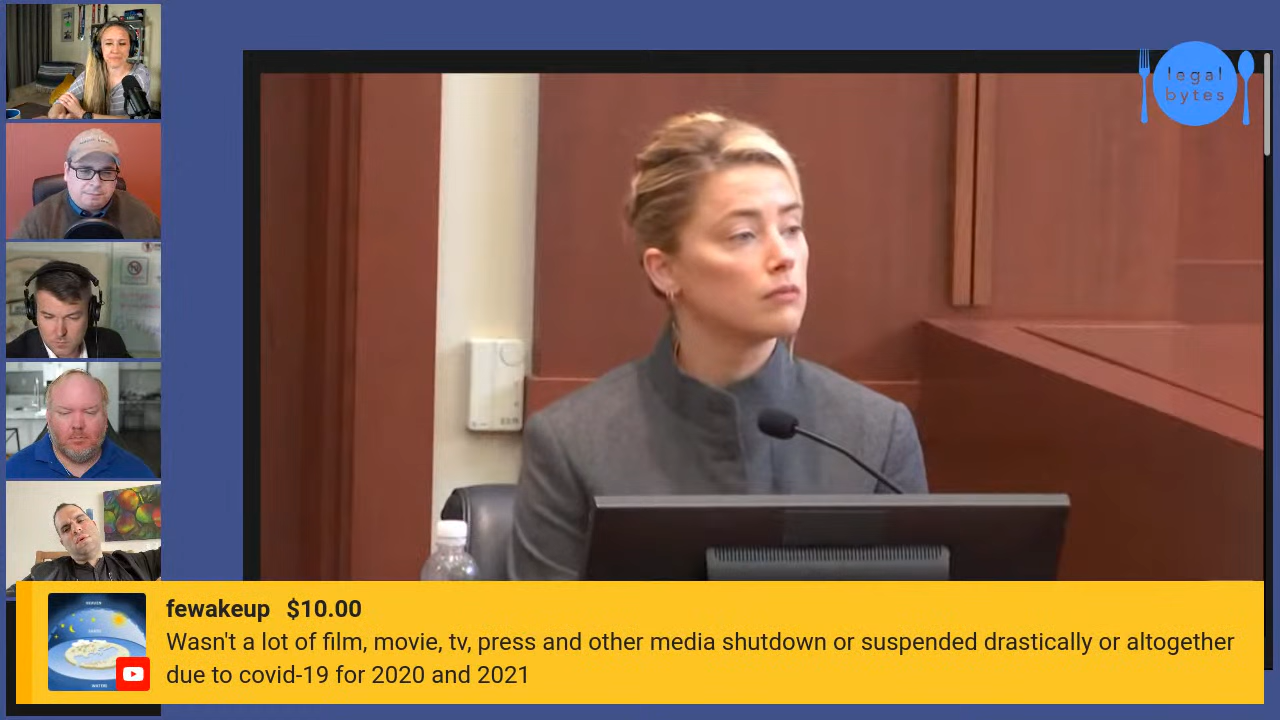 legal
bytes
fewakeup $10.00
Wasn't a lot of film, movie, tv, press and other media shutdown or suspended drastically or altogether
due to covid-19 for 2020 and 2021